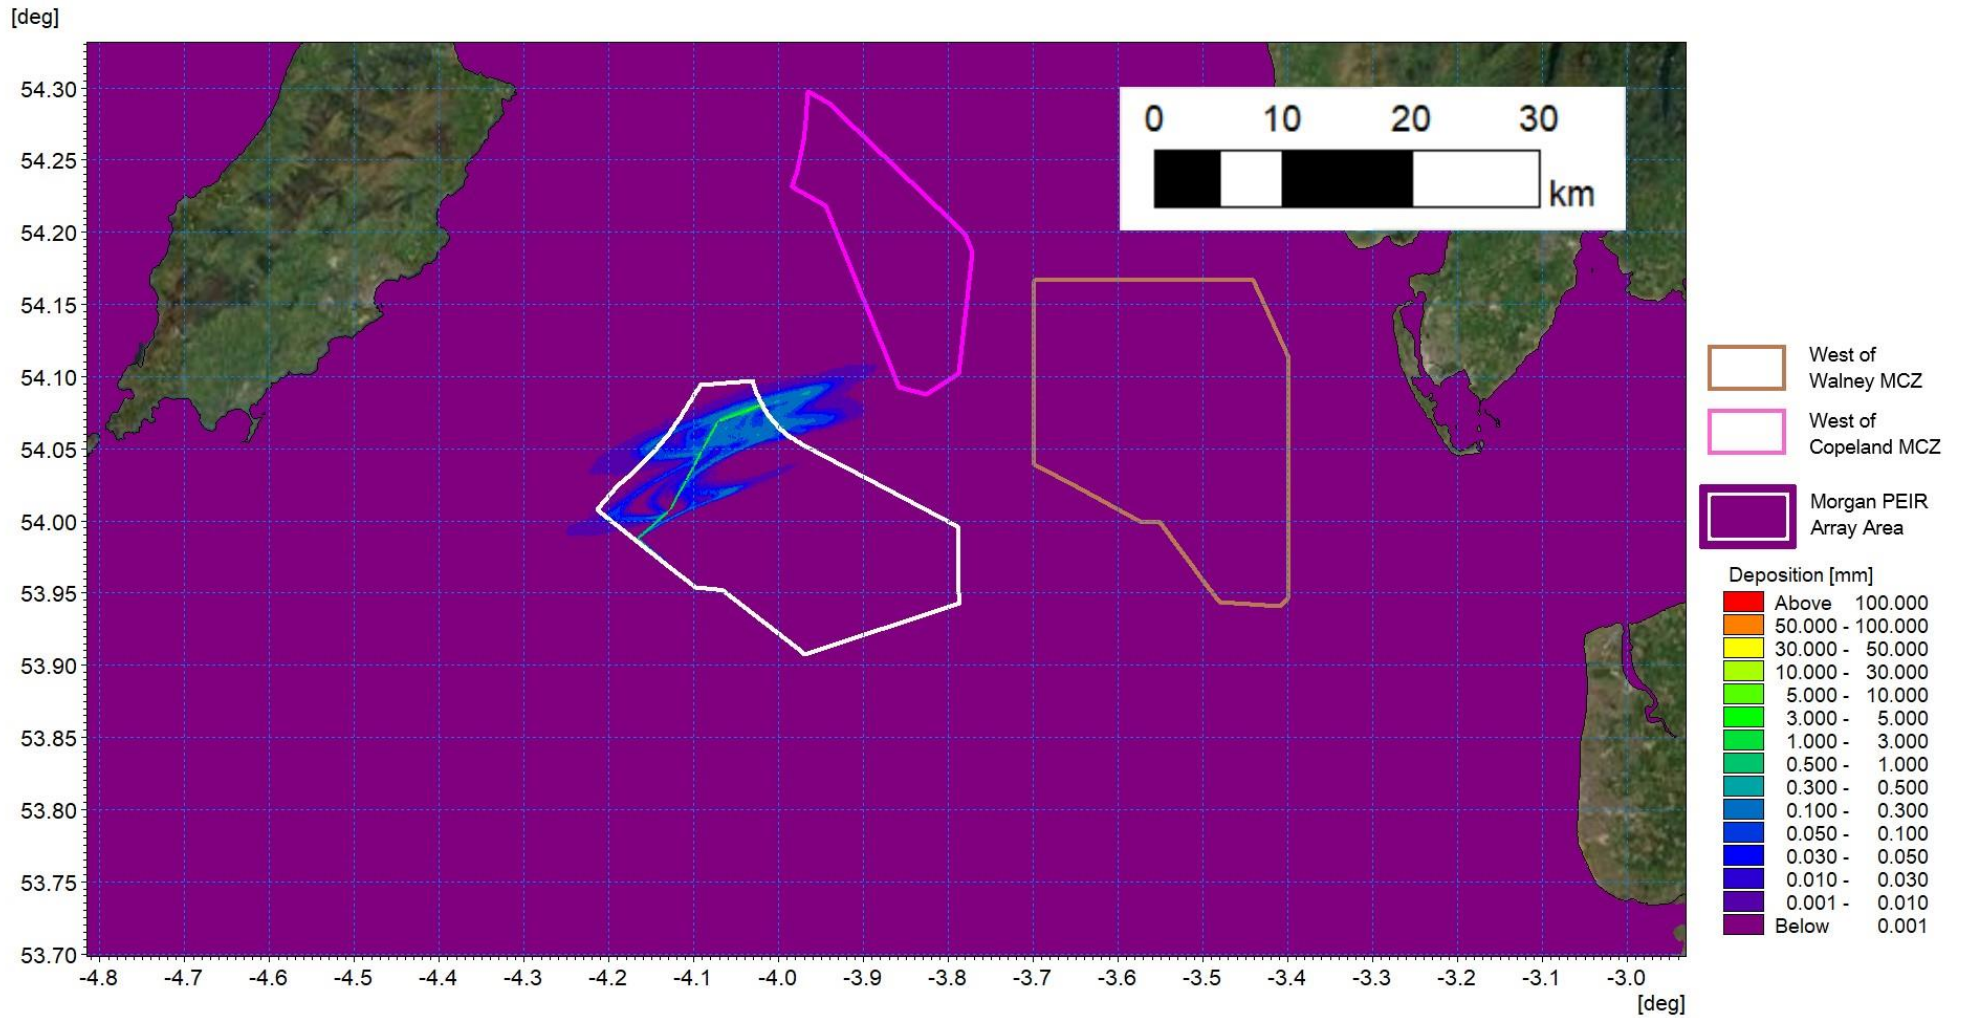 [deg]
54.30
54.25
54.20
54.15
54.10
54.05
54.00
53.95
53.90
53.85
53.80
53.75
53.70
-4.8 -4.7 -4.6 -4.5 -4.4 -4.3 -4.2 -4.1 -4.0 -3.9 -3.8 -3.7 -3.6 -3.5 -3.4 -3.3 -3.2 -3.1 -3.0
[deg]
0 10 20 30
km
West of
Walney MCZ
West of
Copeland MCZ
Morgan PEIR
Array Area
Deposition [mm]
Above 100.000
50.000 - 100.000
30.000 - 50.000
10.000 - 30.000
5.000 - 10.000
3.000 - 5.000
1.000 - 3.000
0.500 - 1.000
0.300 - 0.500
0.100 - 0.300
0.050 - 0.100
0.030 - 0.050
0.010 - 0.030
0.001 - 0.010
Below 0.001